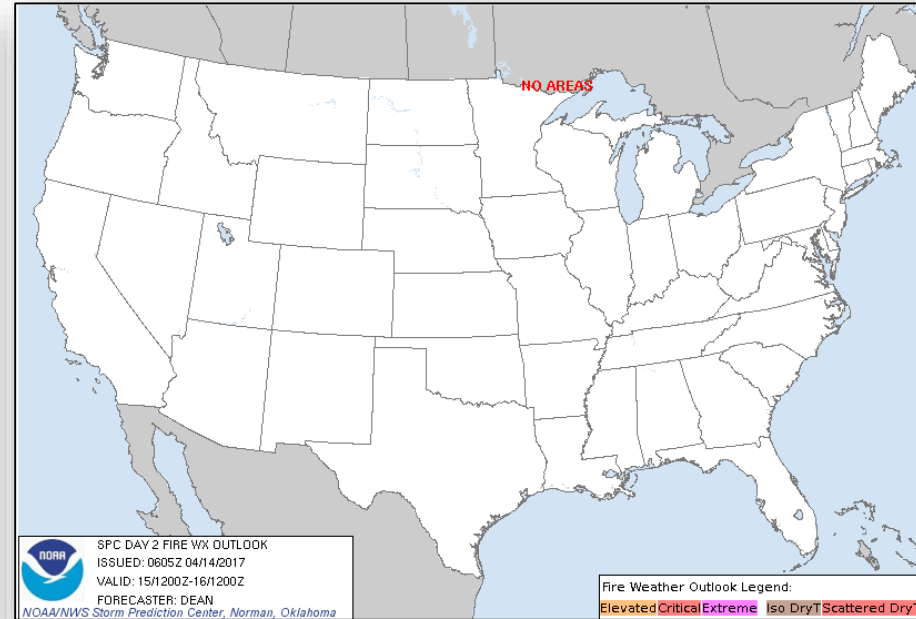 NO AREAS
NOAA
SPC DAY 2 FIRE WX OUTLOOK
ISSUED: 0605Z 04/14/2017
VALID: 15/1200Z-16/1200Z
FORECASTER: DEAN
NOAA/NWS Storm Prediction Center, Norman, Oklahoma
Fire Weather Outlook Legend:
Elevated Critical Extreme Iso DryT Scattered DryT